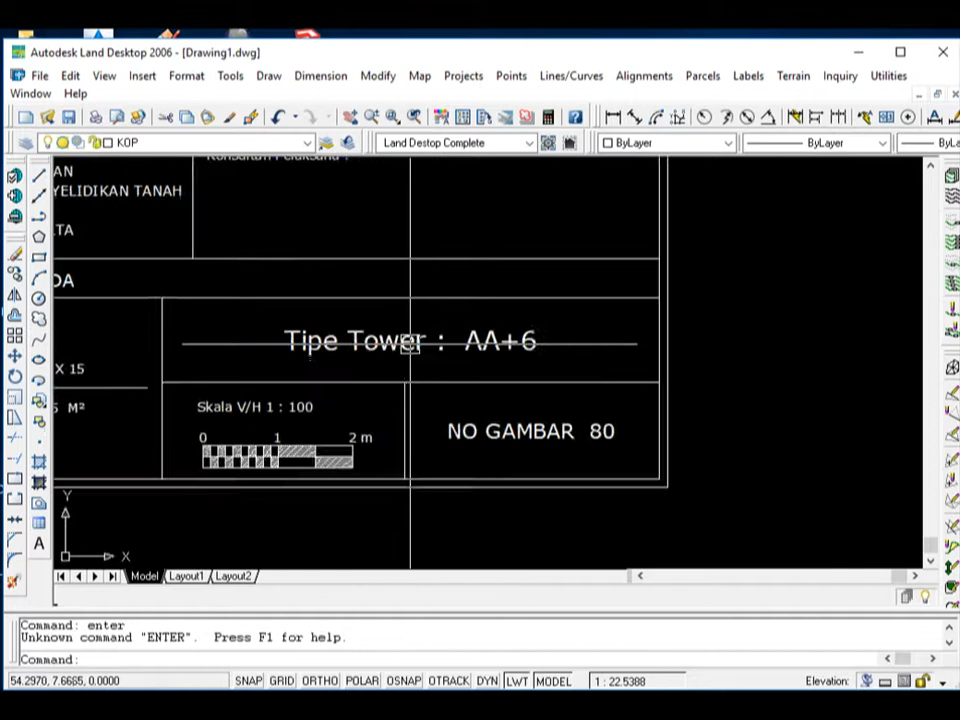 Autodesk Land Desktop 2006 - [Drawing1.dwg]
File Edit View Insert Format Tools Draw Dimension Modify Map Projects Points Lines/Curves Alignments Parcels Labels Terrain Inquiry Utilities
Window Help
KOP Land Destop Complete ByLayer ByLayer ByLa
AN
YELIDIKAN TANAH
TA
DA
Tipe Tower : AA+6
X 15
M²
Skala V/H 1 : 100
0 1 2 m
NO GAMBAR 80
Y
X
Model Layout1 Layout2
Command: enter
Unknown command "ENTER". Press F1 for help.
Command:
54.2970, 7.6665, 0.0000 SNAP GRID ORTHO POLAR OSNAP OTRACK DYN LWT MODEL 1 : 22.5388 Elevation: